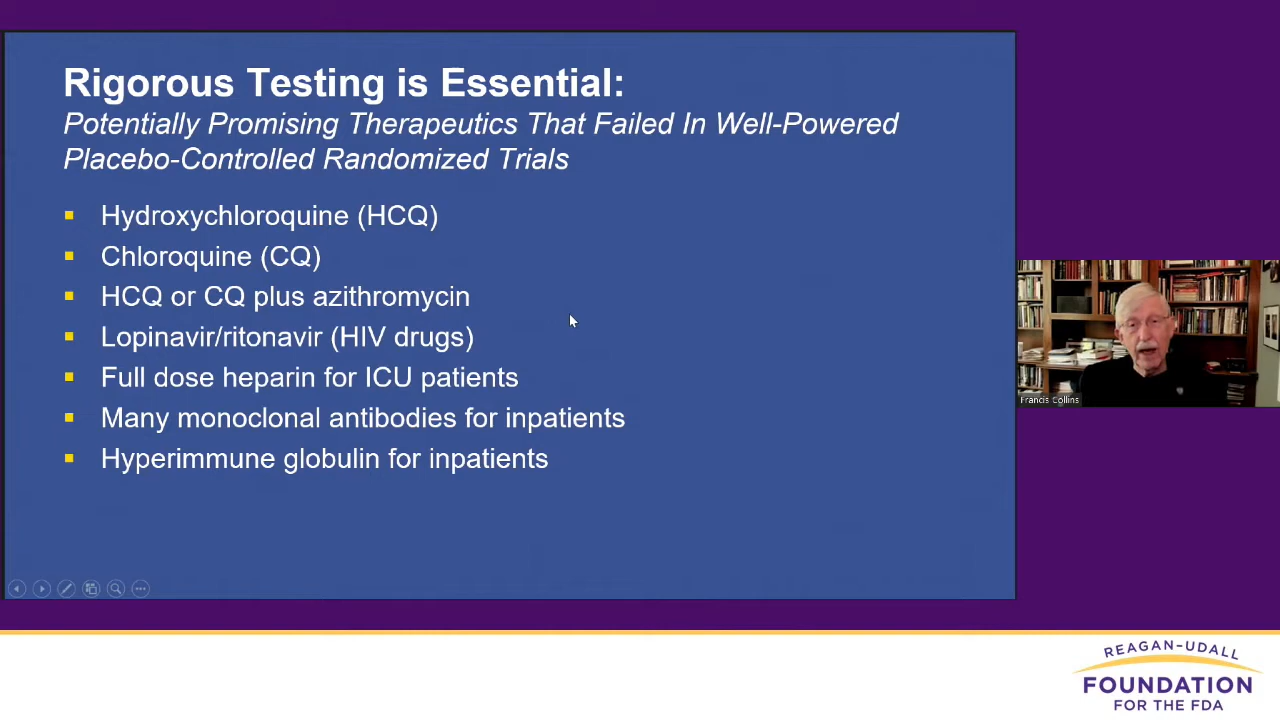 Rigorous Testing is Essential:
Potentially Promising Therapeutics That Failed In Well-Powered
Placebo-Controlled Randomized Trials
Hydroxychloroquine (HCQ)
Chloroquine (CQ)
HCQ or CQ plus azithromycin
Lopinavir/ritonavir (HIV drugs)
Full dose heparin for ICU patients
Many monoclonal antibodies for inpatients
Hyperimmune globulin for inpatients
Francis Collins
REAGAN-UDALL
FOUNDATION
FOR THE FDA